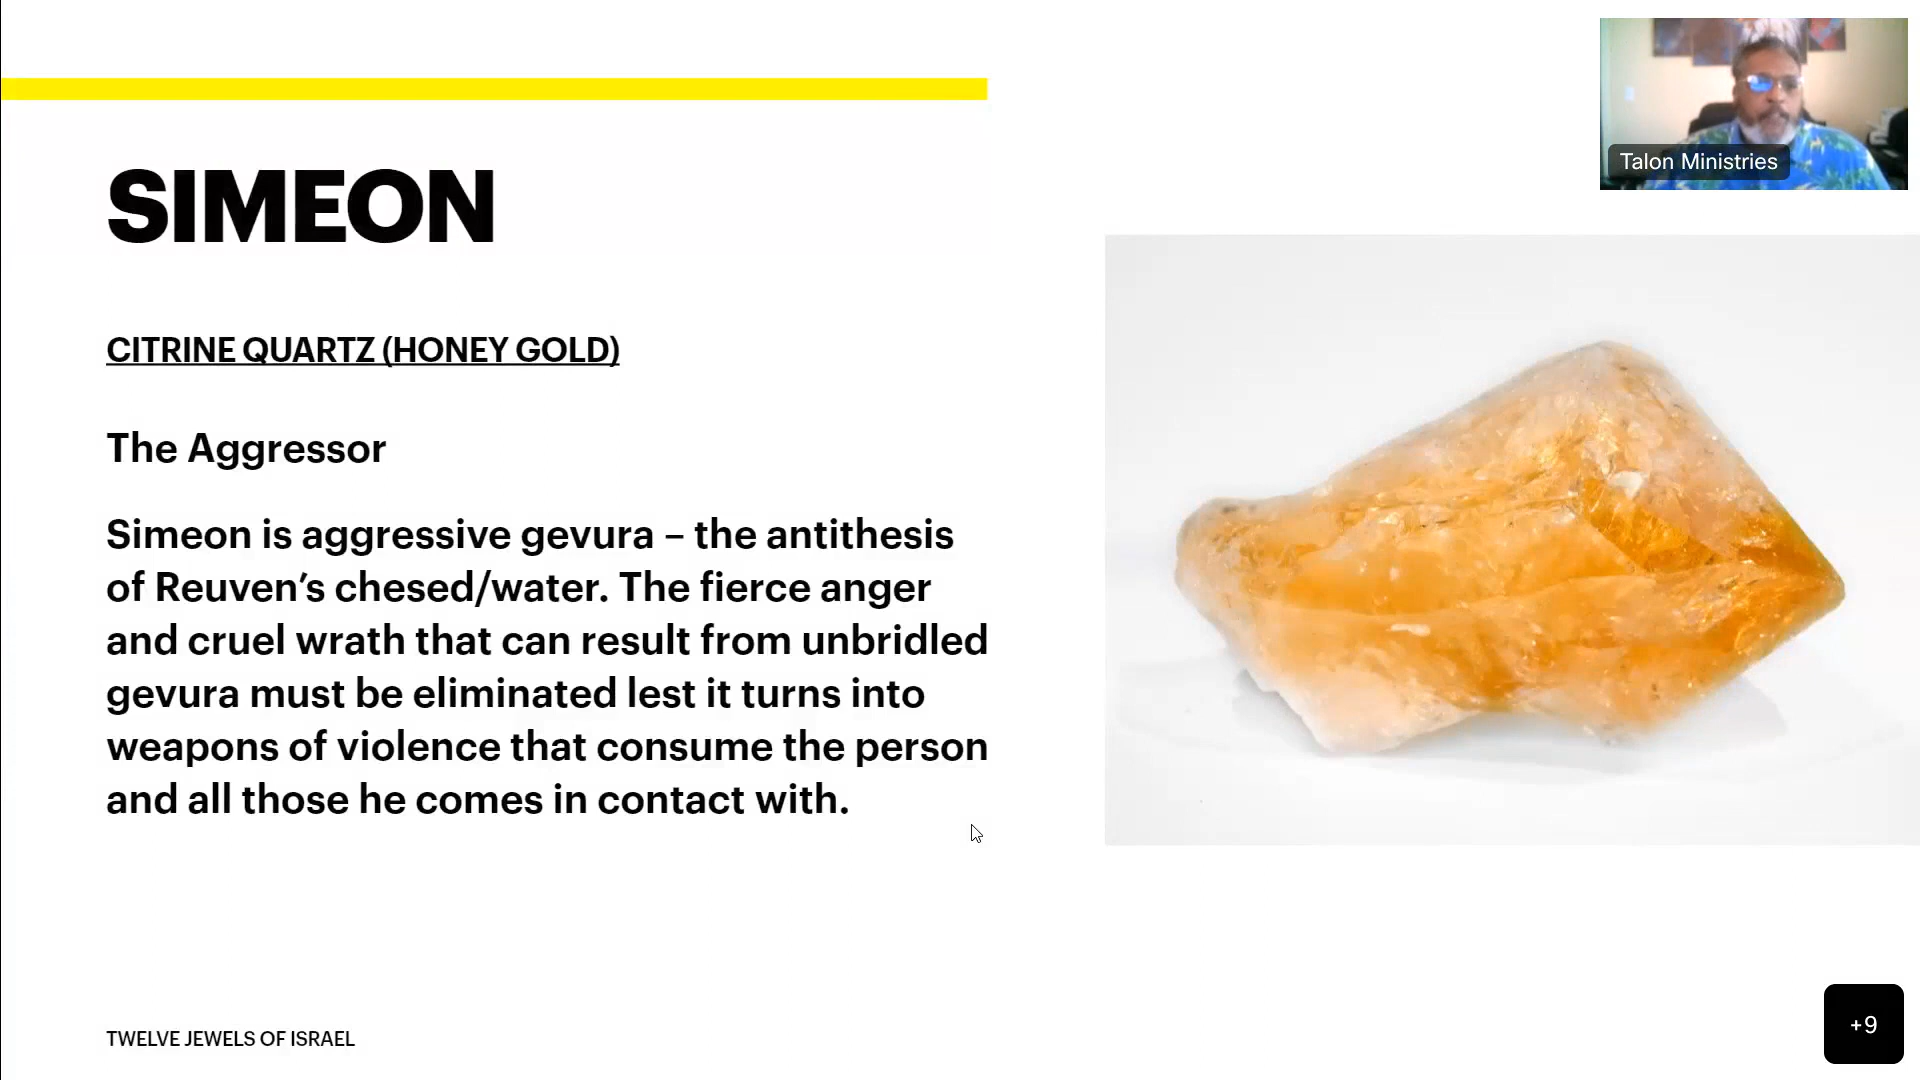 Talon Ministries
SIMEON
CITRINE QUARTZ (HONEY GOLD)
The Aggressor
Simeon is aggressive gevura – the antithesis
of Reuven’s chesed/water. The fierce anger
and cruel wrath that can result from unbridled
gevura must be eliminated lest it turns into
weapons of violence that consume the person
and all those he comes in contact with.
TWELVE JEWELS OF ISRAEL
+9